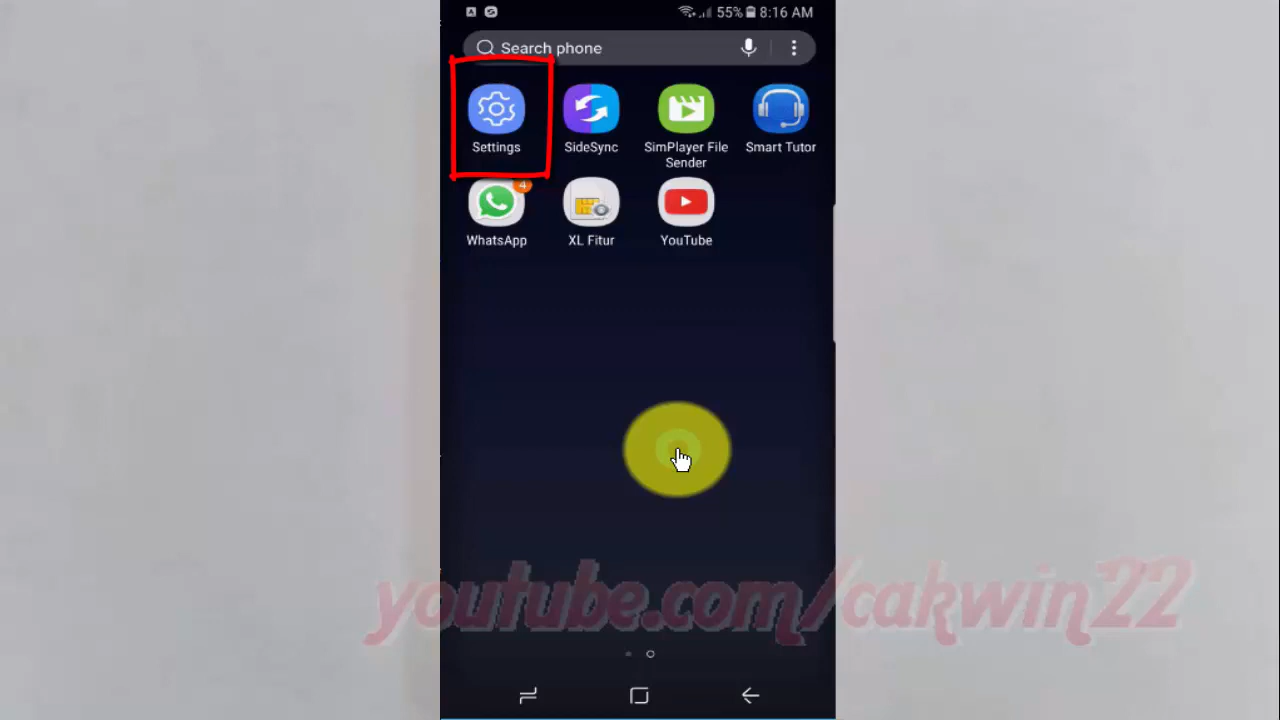 55% 8:16 AM
Search phone
Settings
SideSync
SimPlayer File
Sender
Smart Tutor
4
WhatsApp
XL Fitur
YouTube
youtube.com/cakwin22